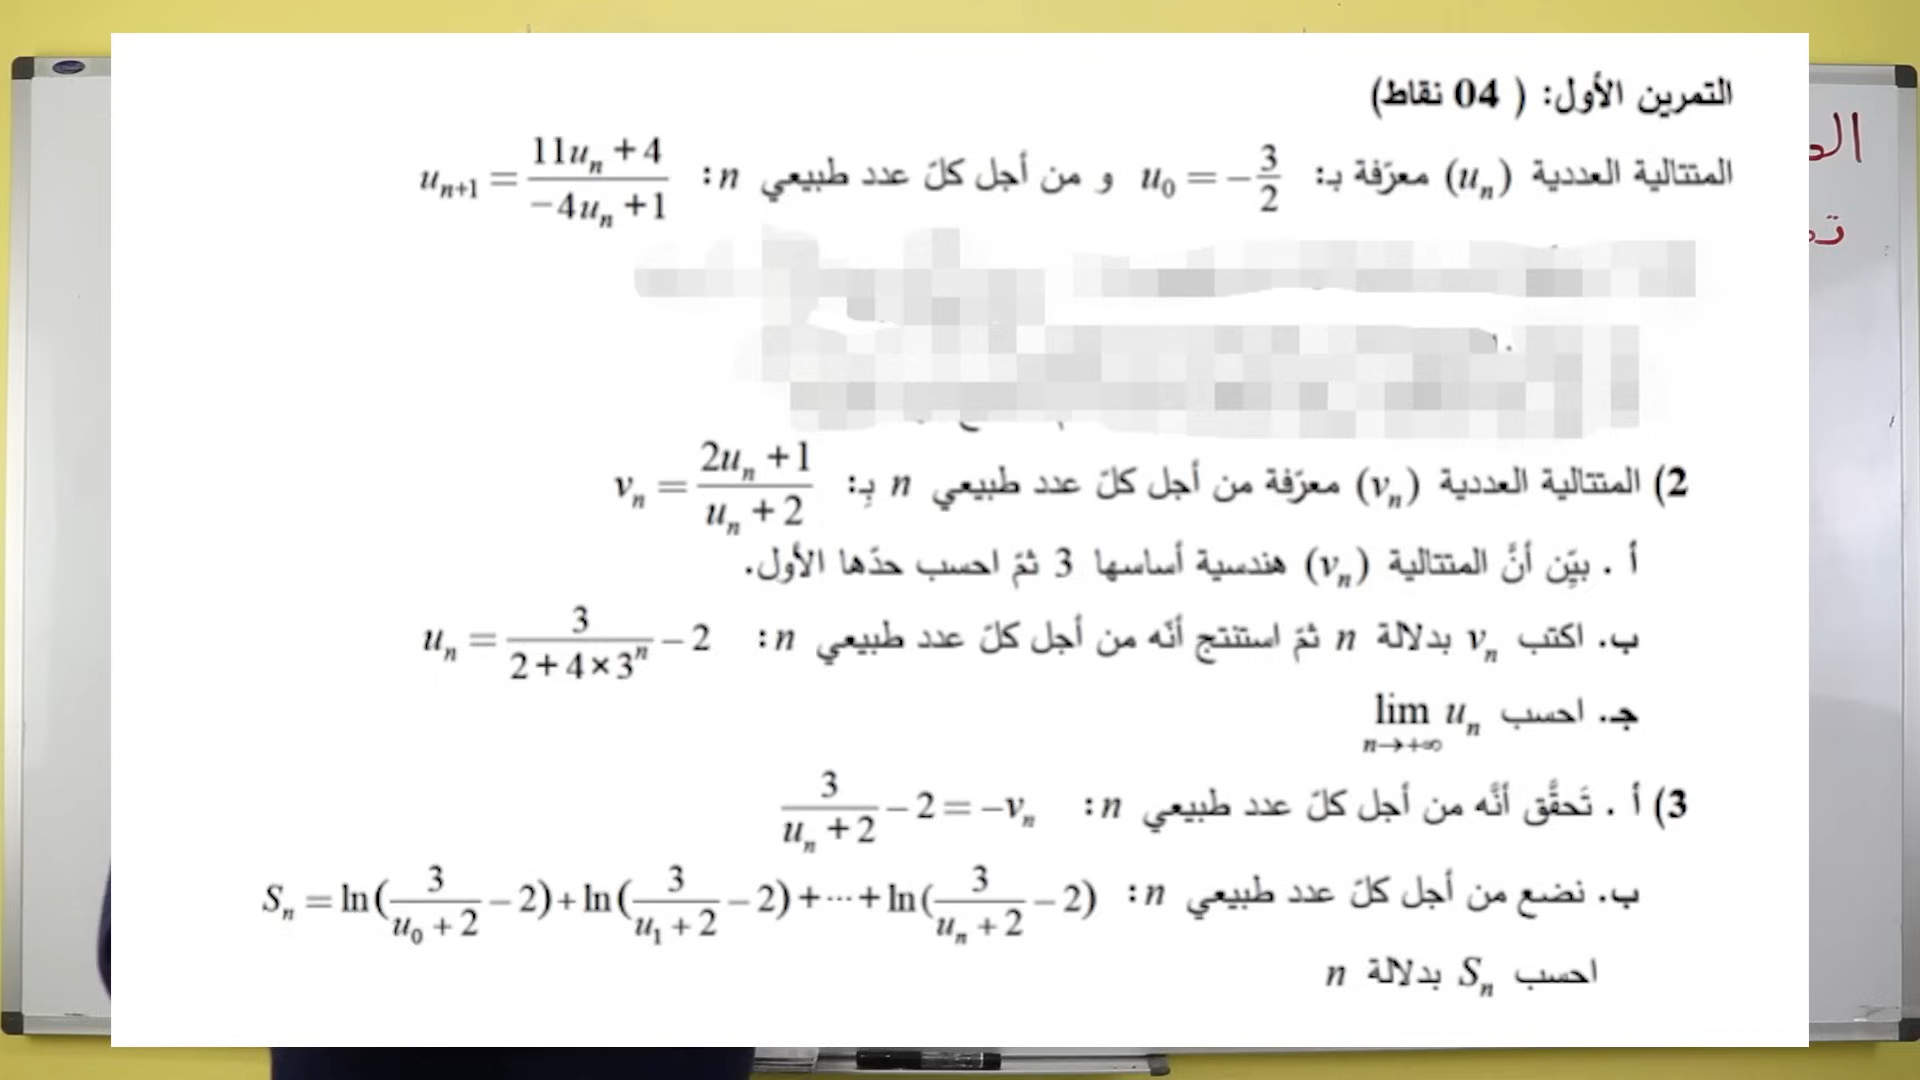 التمرين الأول: ( 04 نقاط)
المتتالية العددية (u_n) معرّفة بـ: u_0 = -3/2 و من أجل كلّ عدد طبيعي n : u_{n+1} = (11u_n + 4)/(-4u_n + 1)
2) المتتالية العددية (v_n) معرّفة من أجل كلّ عدد طبيعي n بِـ: v_n = (2u_n + 1)/(u_n + 2)
أ . بيِّن أنَّ المتتالية (v_n) هندسية أساسها 3 ثمّ احسب حدّها الأول.
ب. اكتب v_n بدلالة n ثمّ استنتج أنّه من أجل كلّ عدد طبيعي n : u_n = 3/(2 + 4×3^n) - 2
جـ. احسب lim u_n n→+∞
3) أ . تَحقَّق أنَّه من أجل كلّ عدد طبيعي n : 3/(u_n + 2) - 2 = -v_n
ب. نضع من أجل كلّ عدد طبيعي n : S_n = ln(3/(u_0 + 2) - 2) + ln(3/(u_1 + 2) - 2) + ··· + ln(3/(u_n + 2) - 2)
احسب S_n بدلالة n